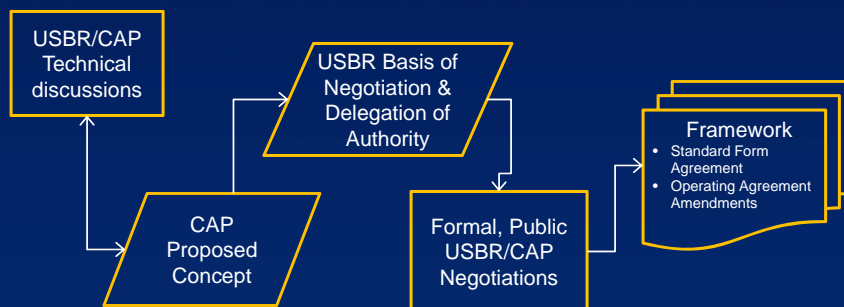 USBR/CAP
Technical
discussions
USBR Basis of
Negotiation &
Delegation of
Authority
Framework
• Standard Form
Agreement
• Operating Agreement
Amendments
CAP
Proposed
Concept
Formal, Public
USBR/CAP
Negotiations